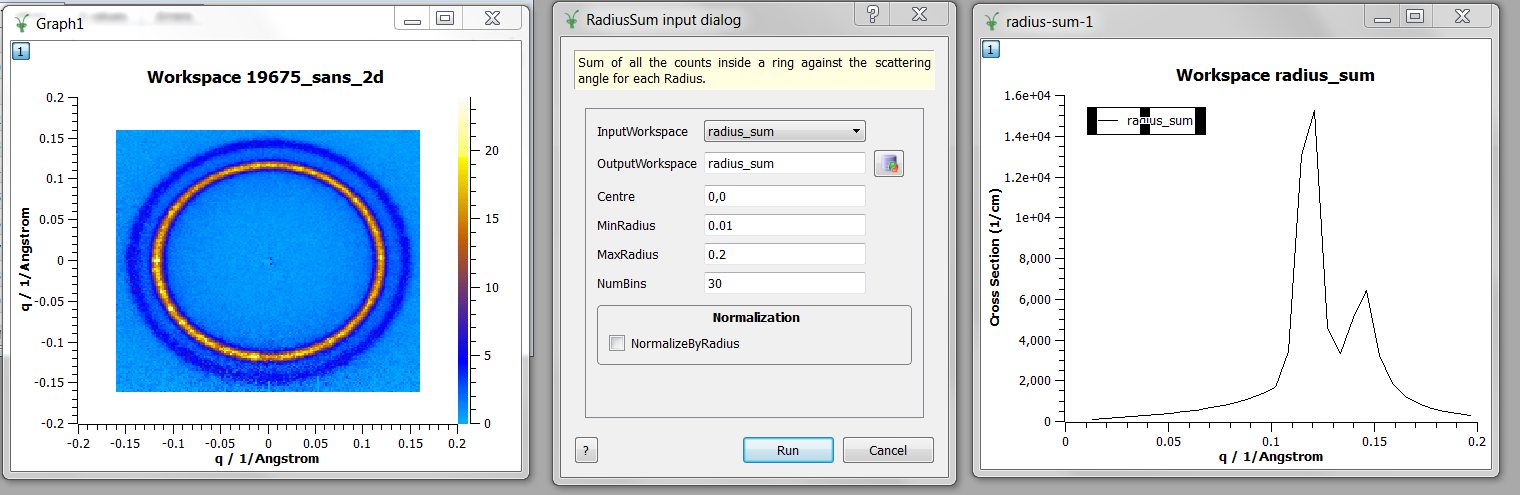 Graph1
1
Workspace 19675_sans_2d
0.2
0.15
0.1
0.05
0
-0.05
-0.1
-0.15
-0.2
q / 1/Angstrom
-0.2 -0.15 -0.1 -0.05 0 0.05 0.1 0.15 0.2
q / 1/Angstrom
20
15
10
5
0
RadiusSum input dialog
?
Sum of all the counts inside a ring against the scattering
angle for each Radius.
InputWorkspace radius_sum
OutputWorkspace radius_sum
Centre 0,0
MinRadius 0.01
MaxRadius 0.2
NumBins 30
Normalization
NormalizeByRadius
? Run Cancel
radius-sum-1
1
Workspace radius_sum
radius_sum
1.6e+04
1.4e+04
1.2e+04
1e+04
8,000
6,000
4,000
2,000
0
Cross Section (1/cm)
0 0.05 0.1 0.15 0.2
q / 1/Angstrom